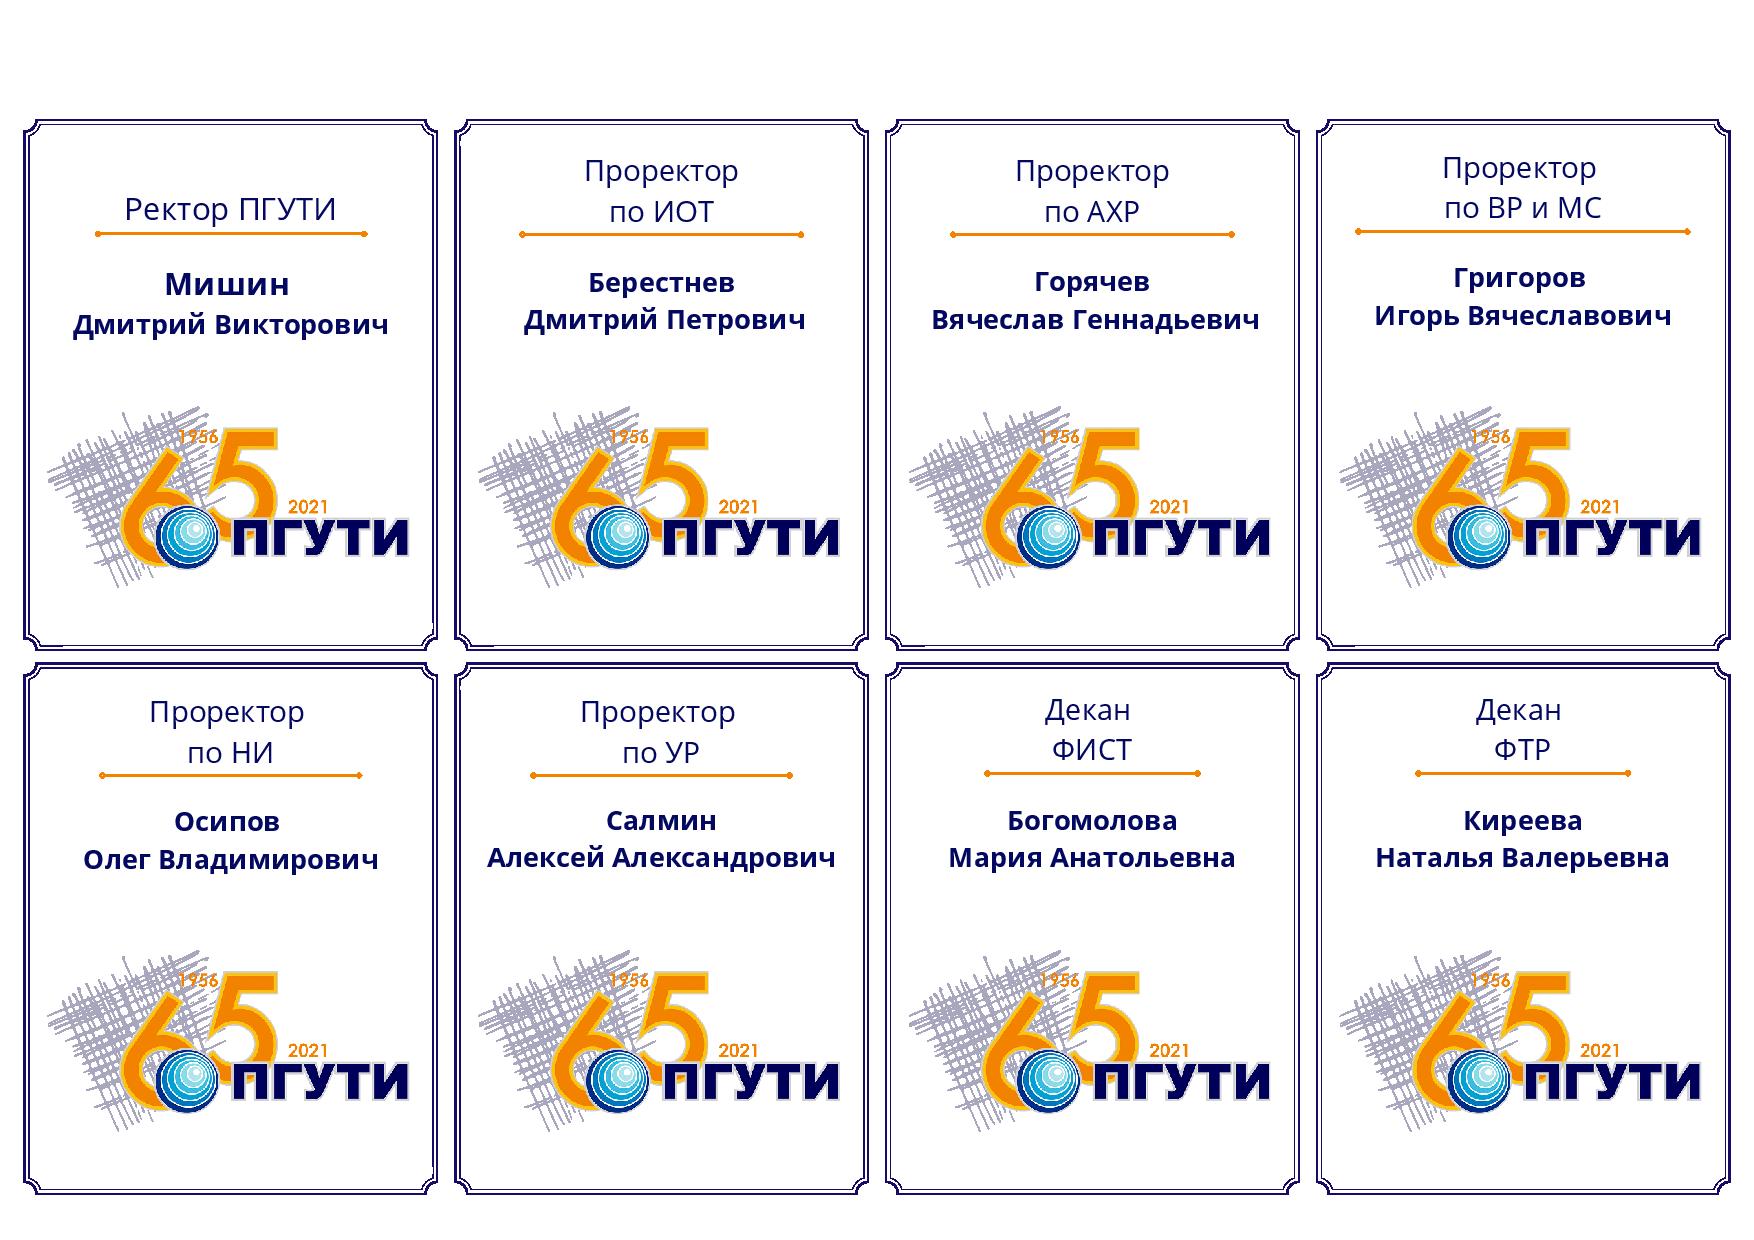 Ректор ПГУТИ
Мишин
Дмитрий Викторович
1956
65
2021
ПГУТИ
Проректор
по ИОТ
Берестнев
Дмитрий Петрович
1956
65
2021
ПГУТИ
Проректор
по АХР
Горячев
Вячеслав Геннадьевич
1956
65
2021
ПГУТИ
Проректор
по ВР и МС
Григоров
Игорь Вячеславович
1956
65
2021
ПГУТИ
Проректор
по НИ
Осипов
Олег Владимирович
1956
65
2021
ПГУТИ
Проректор
по УР
Салмин
Алексей Александрович
1956
65
2021
ПГУТИ
Декан
ФИСТ
Богомолова
Мария Анатольевна
1956
65
2021
ПГУТИ
Декан
ФТР
Киреева
Наталья Валерьевна
1956
65
2021
ПГУТИ